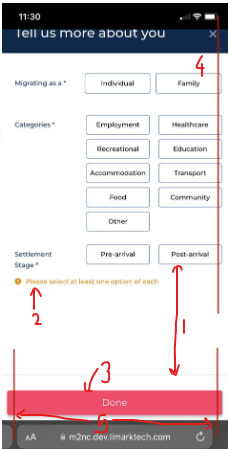 11:30
Tell us more about you ×
4
Migrating as a * Individual Family
Categories * Employment Healthcare
Recreational Education
Accommodation Transport
Food Community
Other
Settlement Pre-arrival Post-arrival
Stage *
Please select at least one option of each
2
1
3
Done
5
AA m2nc.dev.limarktech.com